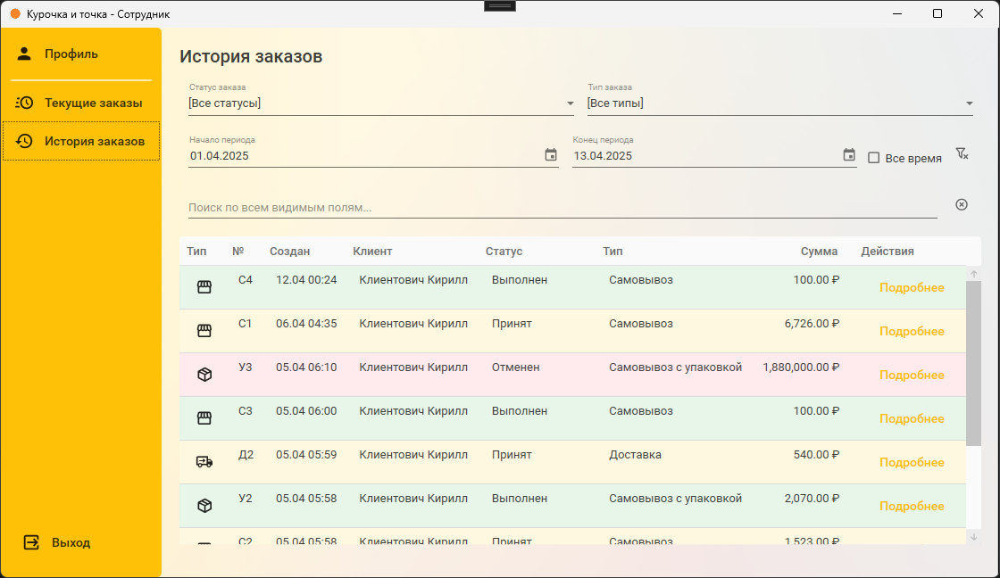 Курочка и точка - Сотрудник
Профиль
Текущие заказы
История заказов
Выход
История заказов
Статус заказа
[Все статусы]
Тип заказа
[Все типы]
Начало периода
01.04.2025
Конец периода
13.04.2025
Все время
Поиск по всем видимым полям...
Тип № Создан Клиент Статус Тип Сумма Действия
С4 12.04 00:24 Клиентович Кирилл Выполнен Самовывоз 100.00 ₽ Подробнее
С1 06.04 04:35 Клиентович Кирилл Принят Самовывоз 6,726.00 ₽ Подробнее
У3 05.04 06:10 Клиентович Кирилл Отменен Самовывоз с упаковкой 1,880,000.00 ₽ Подробнее
С3 05.04 06:00 Клиентович Кирилл Выполнен Самовывоз 100.00 ₽ Подробнее
Д2 05.04 05:59 Клиентович Кирилл Принят Доставка 540.00 ₽ Подробнее
У2 05.04 05:58 Клиентович Кирилл Выполнен Самовывоз с упаковкой 2,070.00 ₽ Подробнее
С2 05.04 05:58 Клиентович Кирилл Принят Самовывоз 1,523.00 ₽